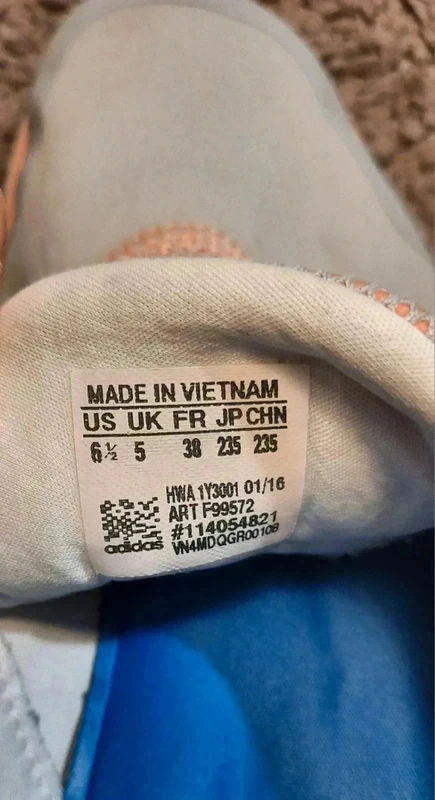 MADE IN VIETNAM
US UK FR JP CHN
6½ 5 38 235 235
HWA 1Y3001 01/16
ART F99572
#114054821
adidas VN4MDQGR0010B